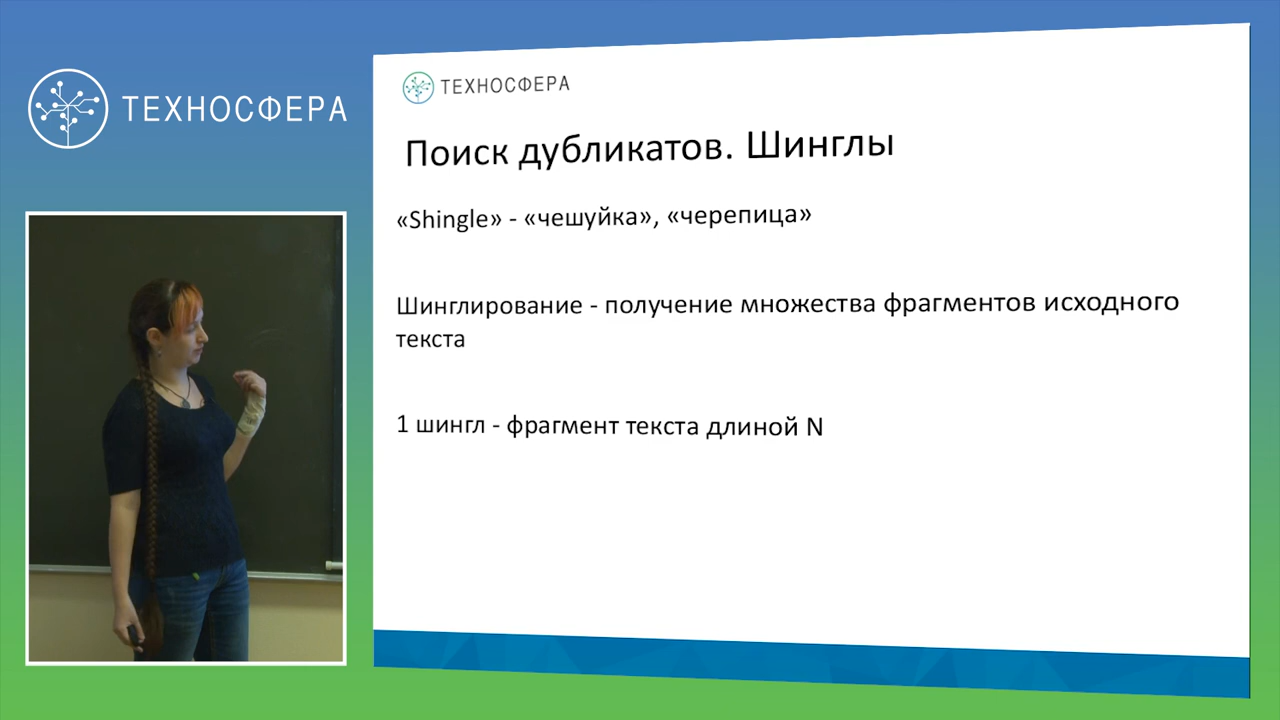 ТЕХНОСФЕРА
ТЕХНОСФЕРА
Поиск дубликатов. Шинглы
«Shingle» - «чешуйка», «черепица»
Шинглирование - получение множества фрагментов исходного
текста
1 шингл - фрагмент текста длиной N